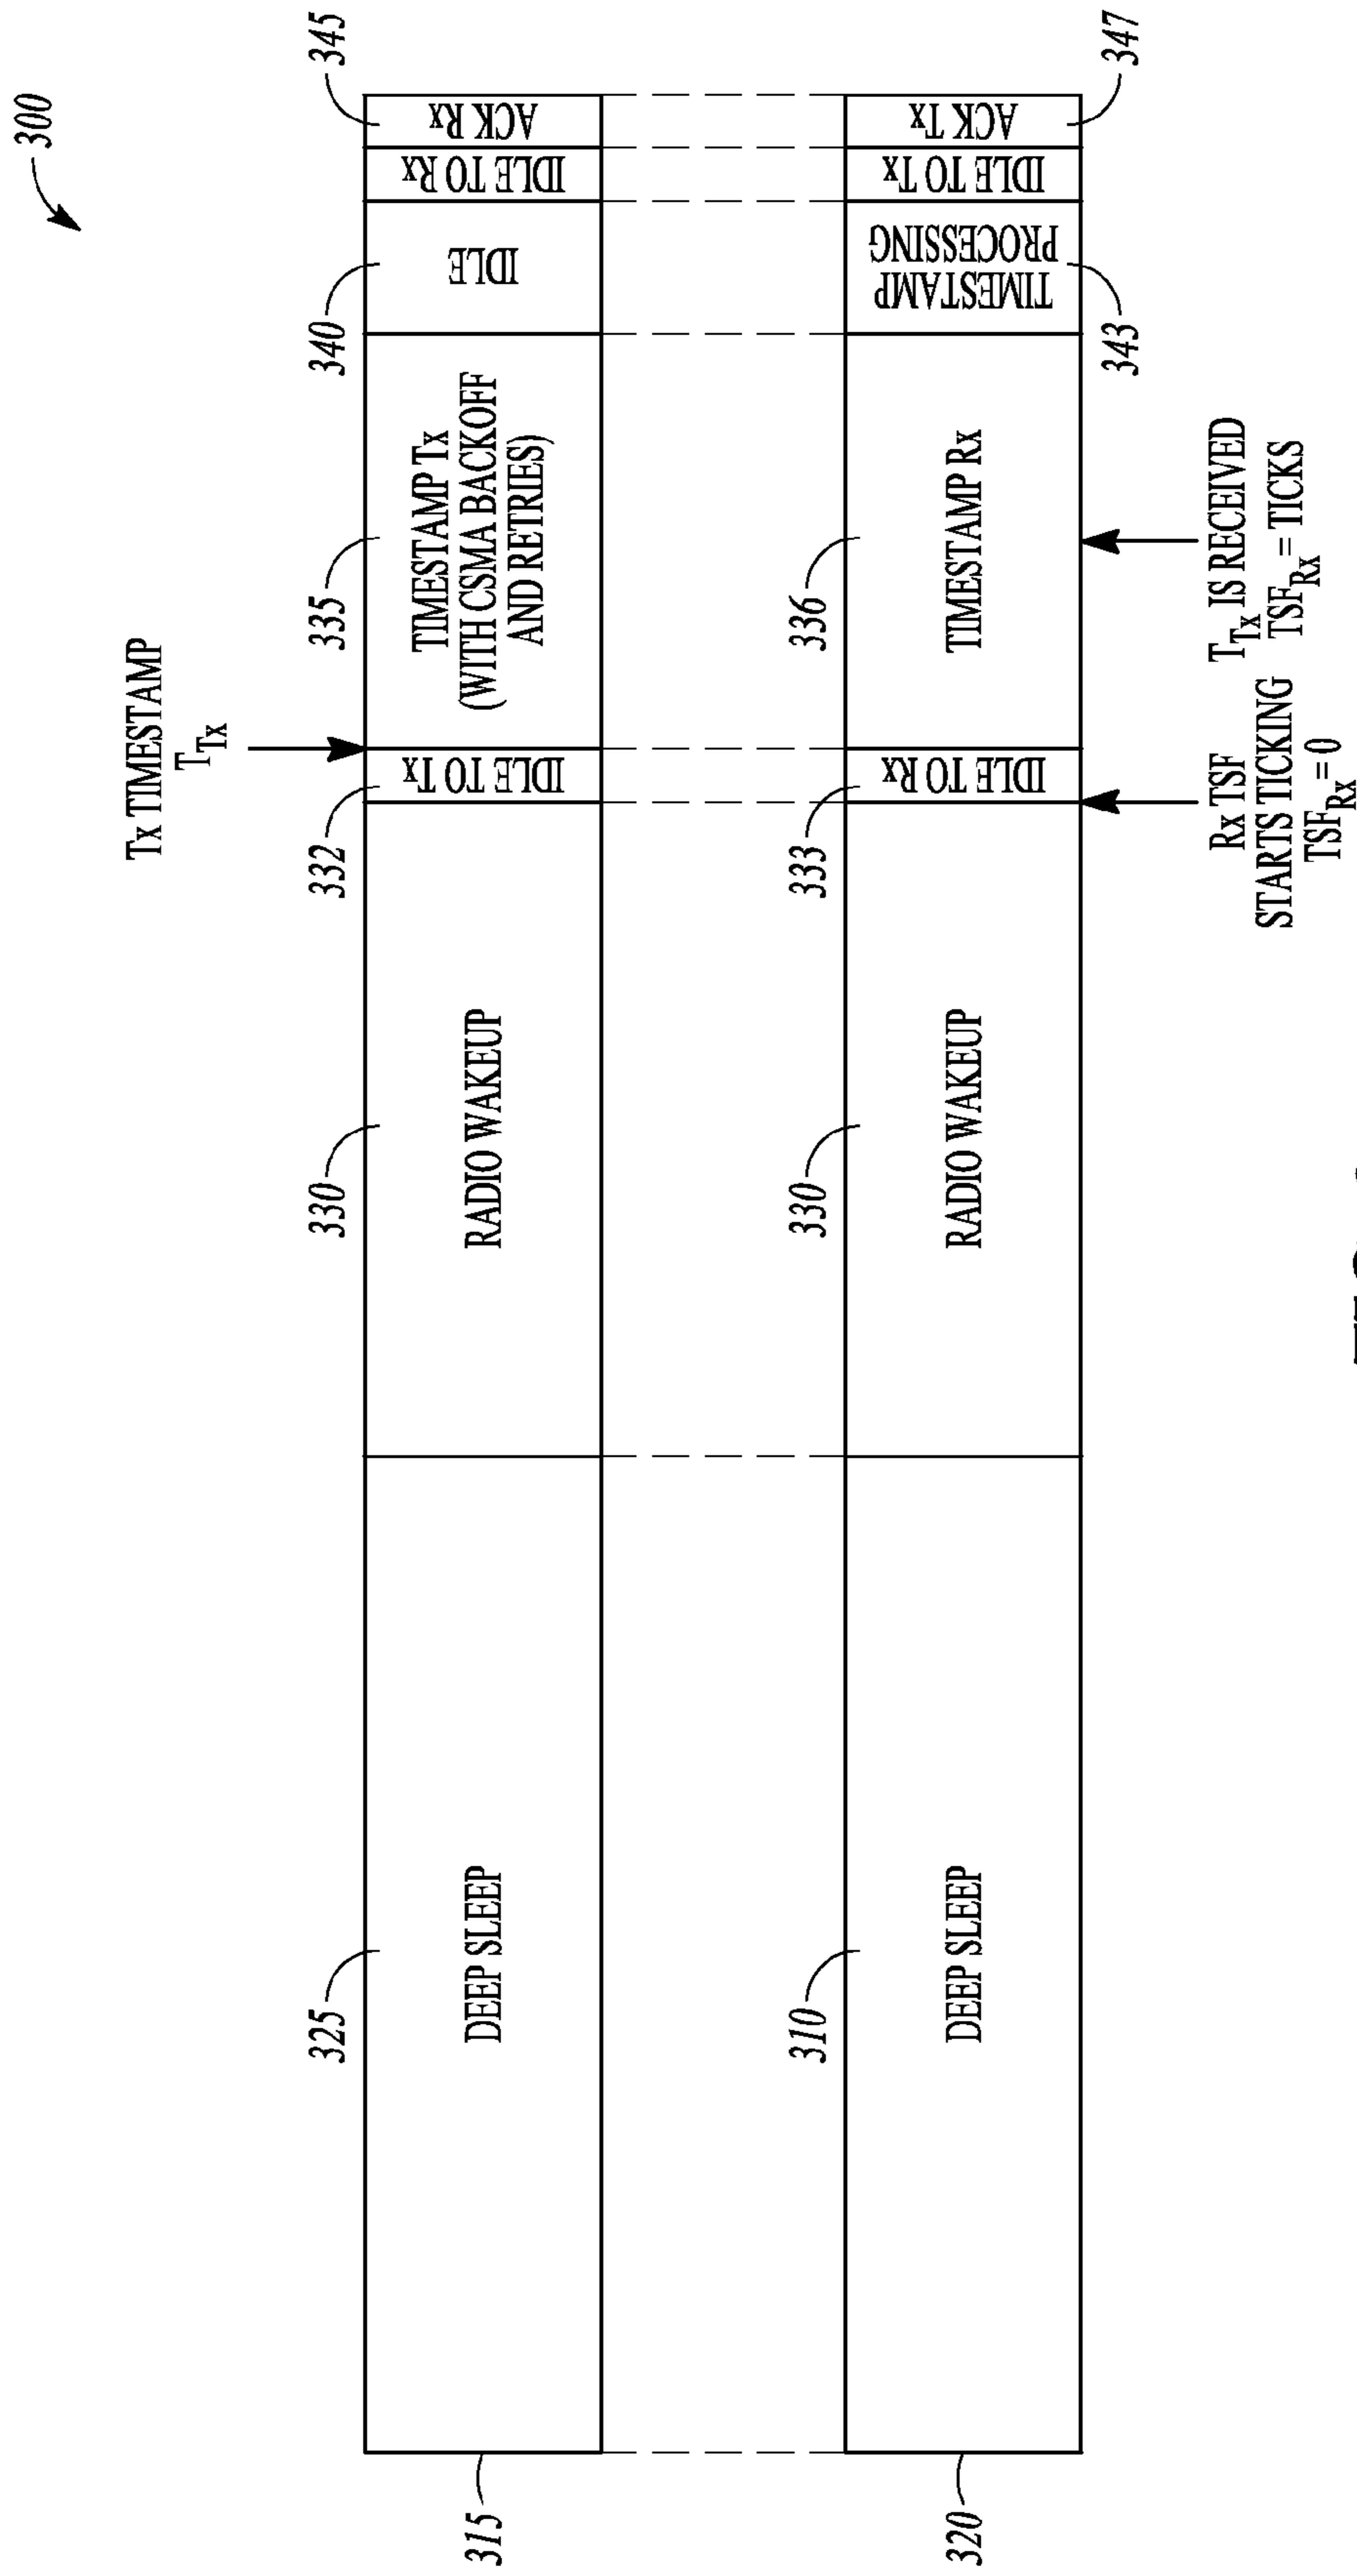 300
Tx TIMESTAMP
TTx
315
325
DEEP SLEEP
330
RADIO WAKEUP
332
IDLE TO Tx
335
TIMESTAMP Tx
(WITH CSMA BACKOFF
AND RETRIES)
340
IDLE
IDLE TO Rx
345
ACK Rx
320
310
DEEP SLEEP
330
RADIO WAKEUP
333
IDLE TO Rx
336
TIMESTAMP Rx
TIMESTAMP
PROCESSING
343
IDLE TO Tx
ACK Tx
347
Rx TSF
STARTS TICKING
TSFRx = 0
TTx IS RECEIVED
TSFRx = TICKS